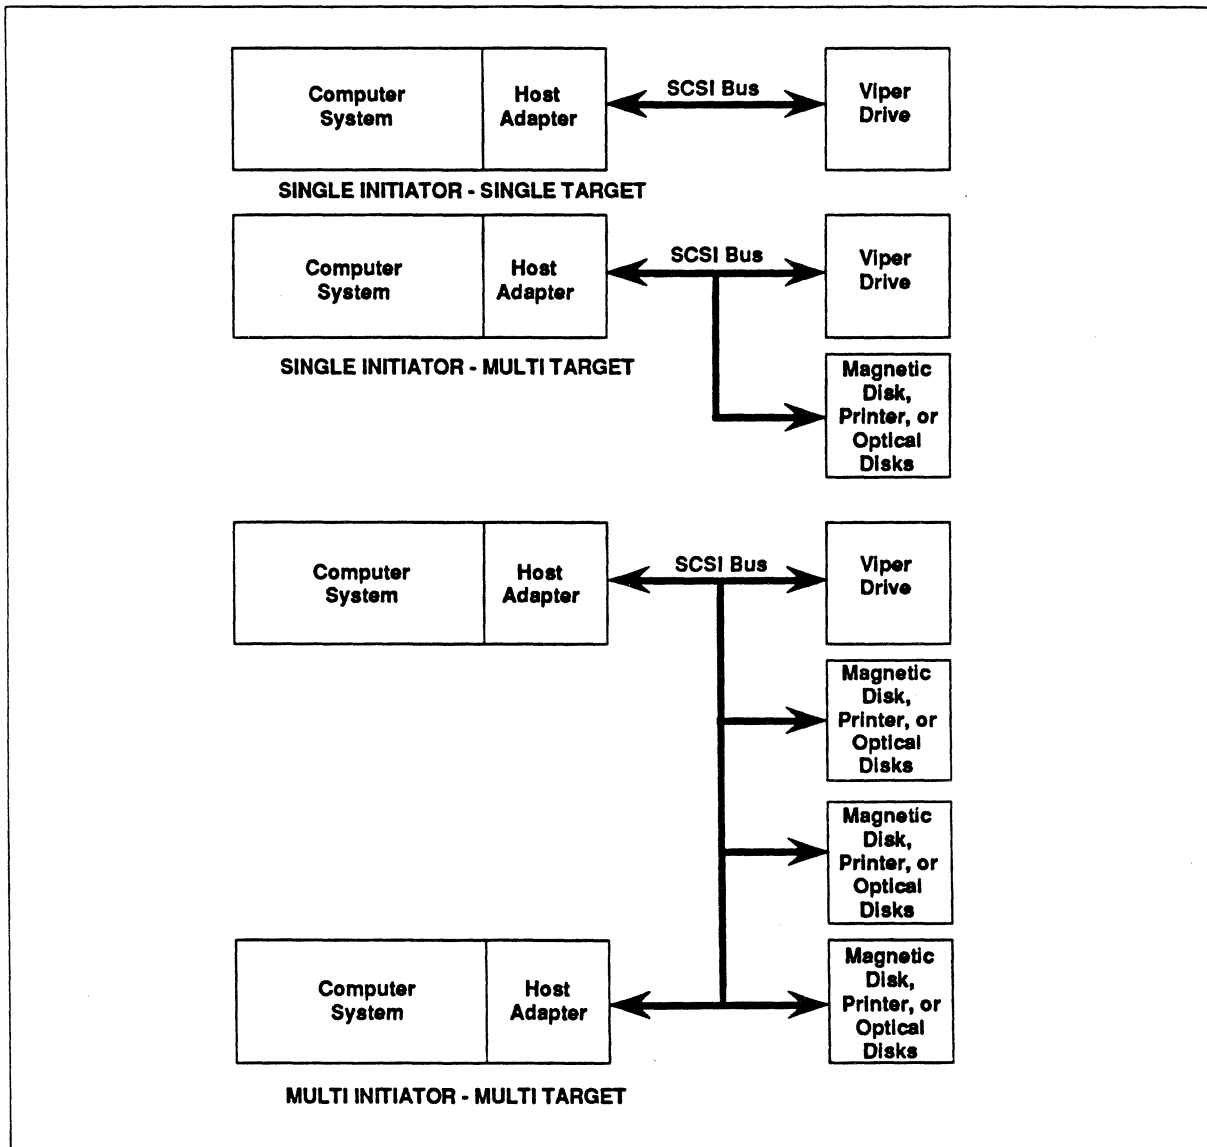 Computer
System
Host
Adapter
SCSI Bus
Viper
Drive
SINGLE INITIATOR - SINGLE TARGET
Computer
System
Host
Adapter
SCSI Bus
Viper
Drive
SINGLE INITIATOR - MULTI TARGET
Magnetic
Disk,
Printer, or
Optical
Disks
Computer
System
Host
Adapter
SCSI Bus
Viper
Drive
Magnetic
Disk,
Printer, or
Optical
Disks
Magnetic
Disk,
Printer, or
Optical
Disks
Computer
System
Host
Adapter
Magnetic
Disk,
Printer, or
Optical
Disks
MULTI INITIATOR - MULTI TARGET